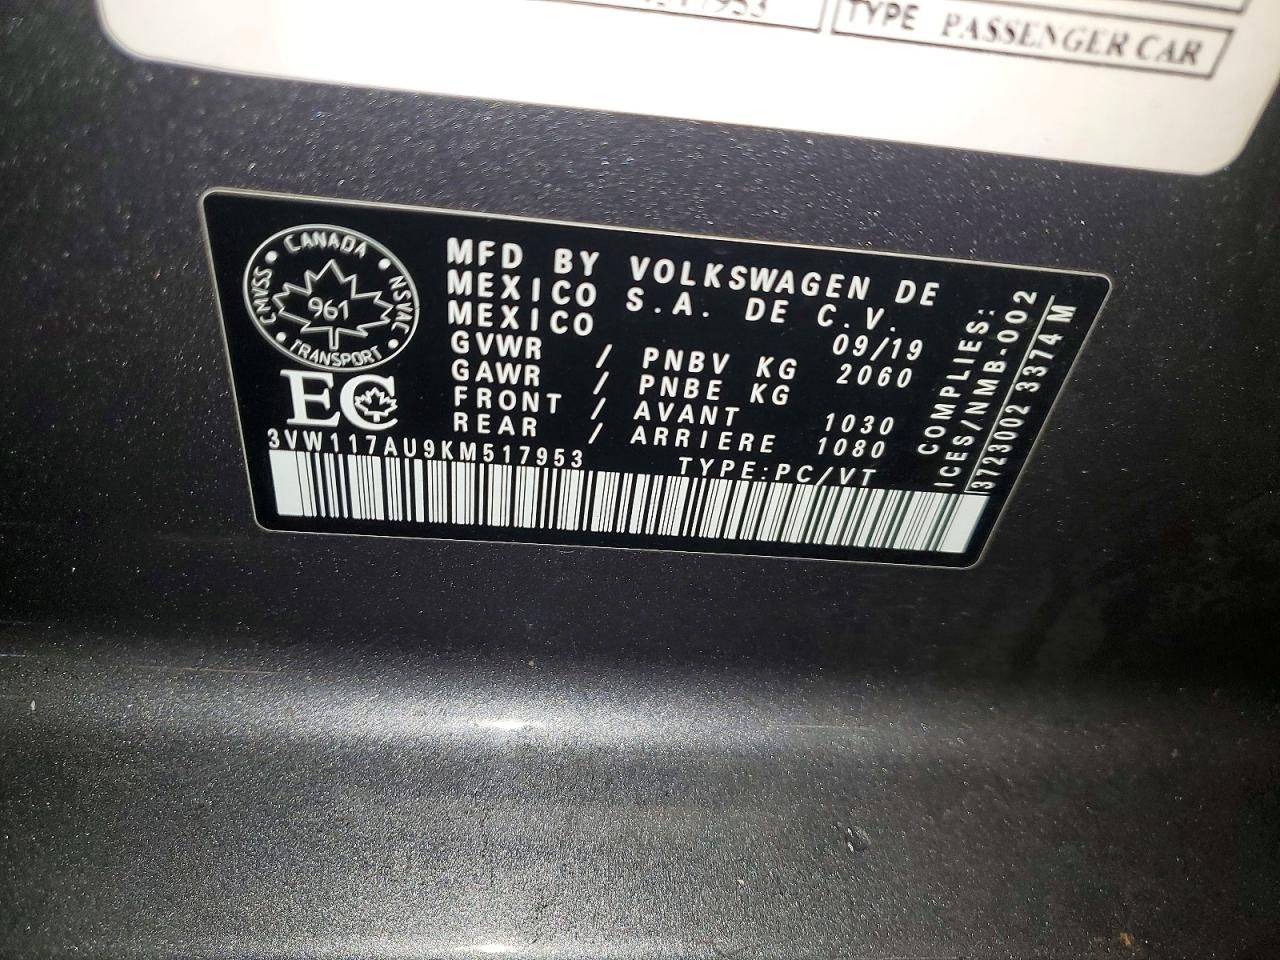 TYPE PASSENGER CAR
CANADA
CMVSS
NSVAC
961
TRANSPORT
EC
MFD BY VOLKSWAGEN DE
MEXICO S.A. DE C.V.
MEXICO 09/19
GVWR / PNBV KG 2060
GAWR / PNBE KG
FRONT / AVANT 1030
REAR / ARRIERE 1080
3VW117AU9KM517953 TYPE:PC/VT
COMPLIES:
ICES/NMB-002
3723002 3374 M